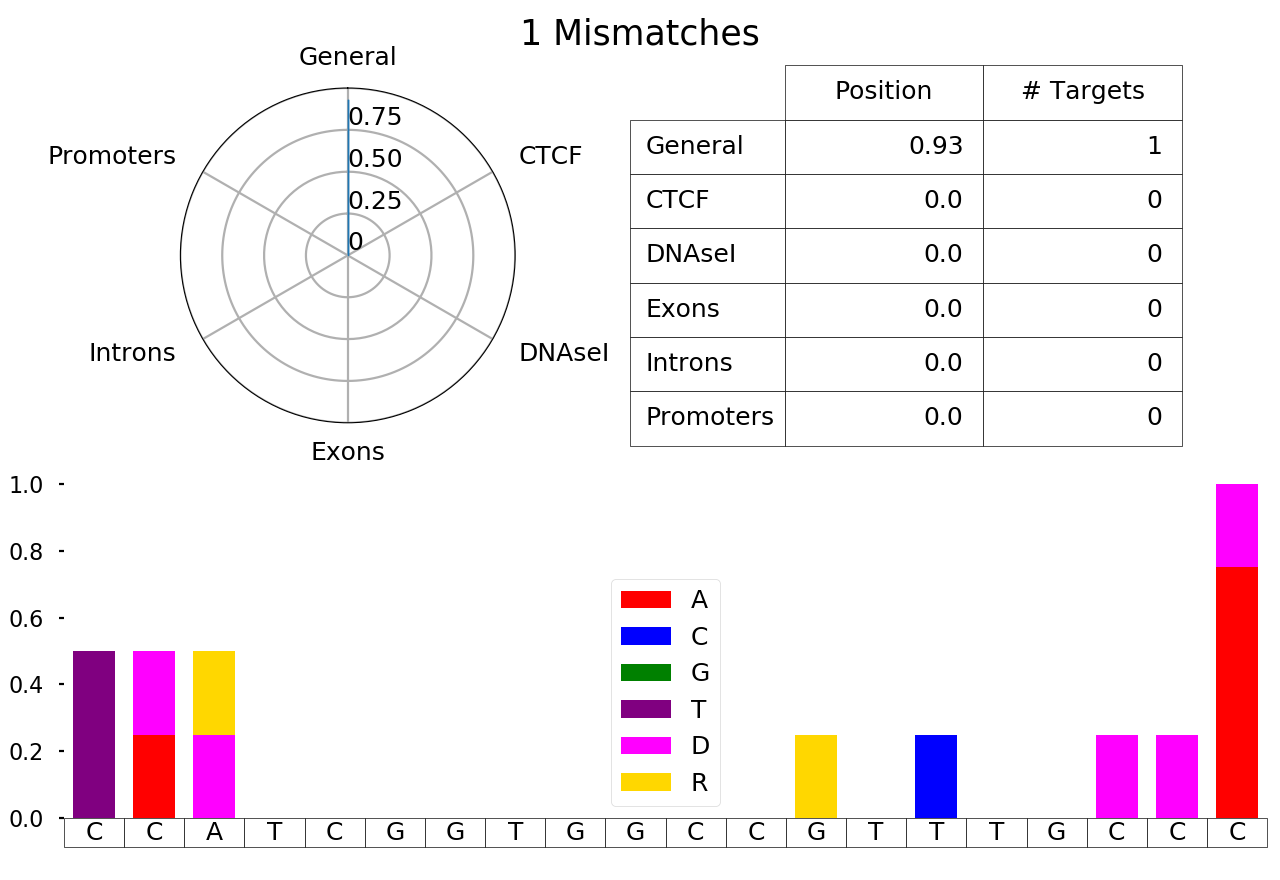 1 Mismatches
General
Promoters
CTCF
0.75
0.50
0.25
0
Introns
DNAseI
Exons
Position # Targets
General 0.93 1
CTCF 0.0 0
DNAseI 0.0 0
Exons 0.0 0
Introns 0.0 0
Promoters 0.0 0
1.0
0.8
0.6
0.4
0.2
0.0
A
C
G
T
D
R
C C A T C G G T G G C C G T T T G C C C